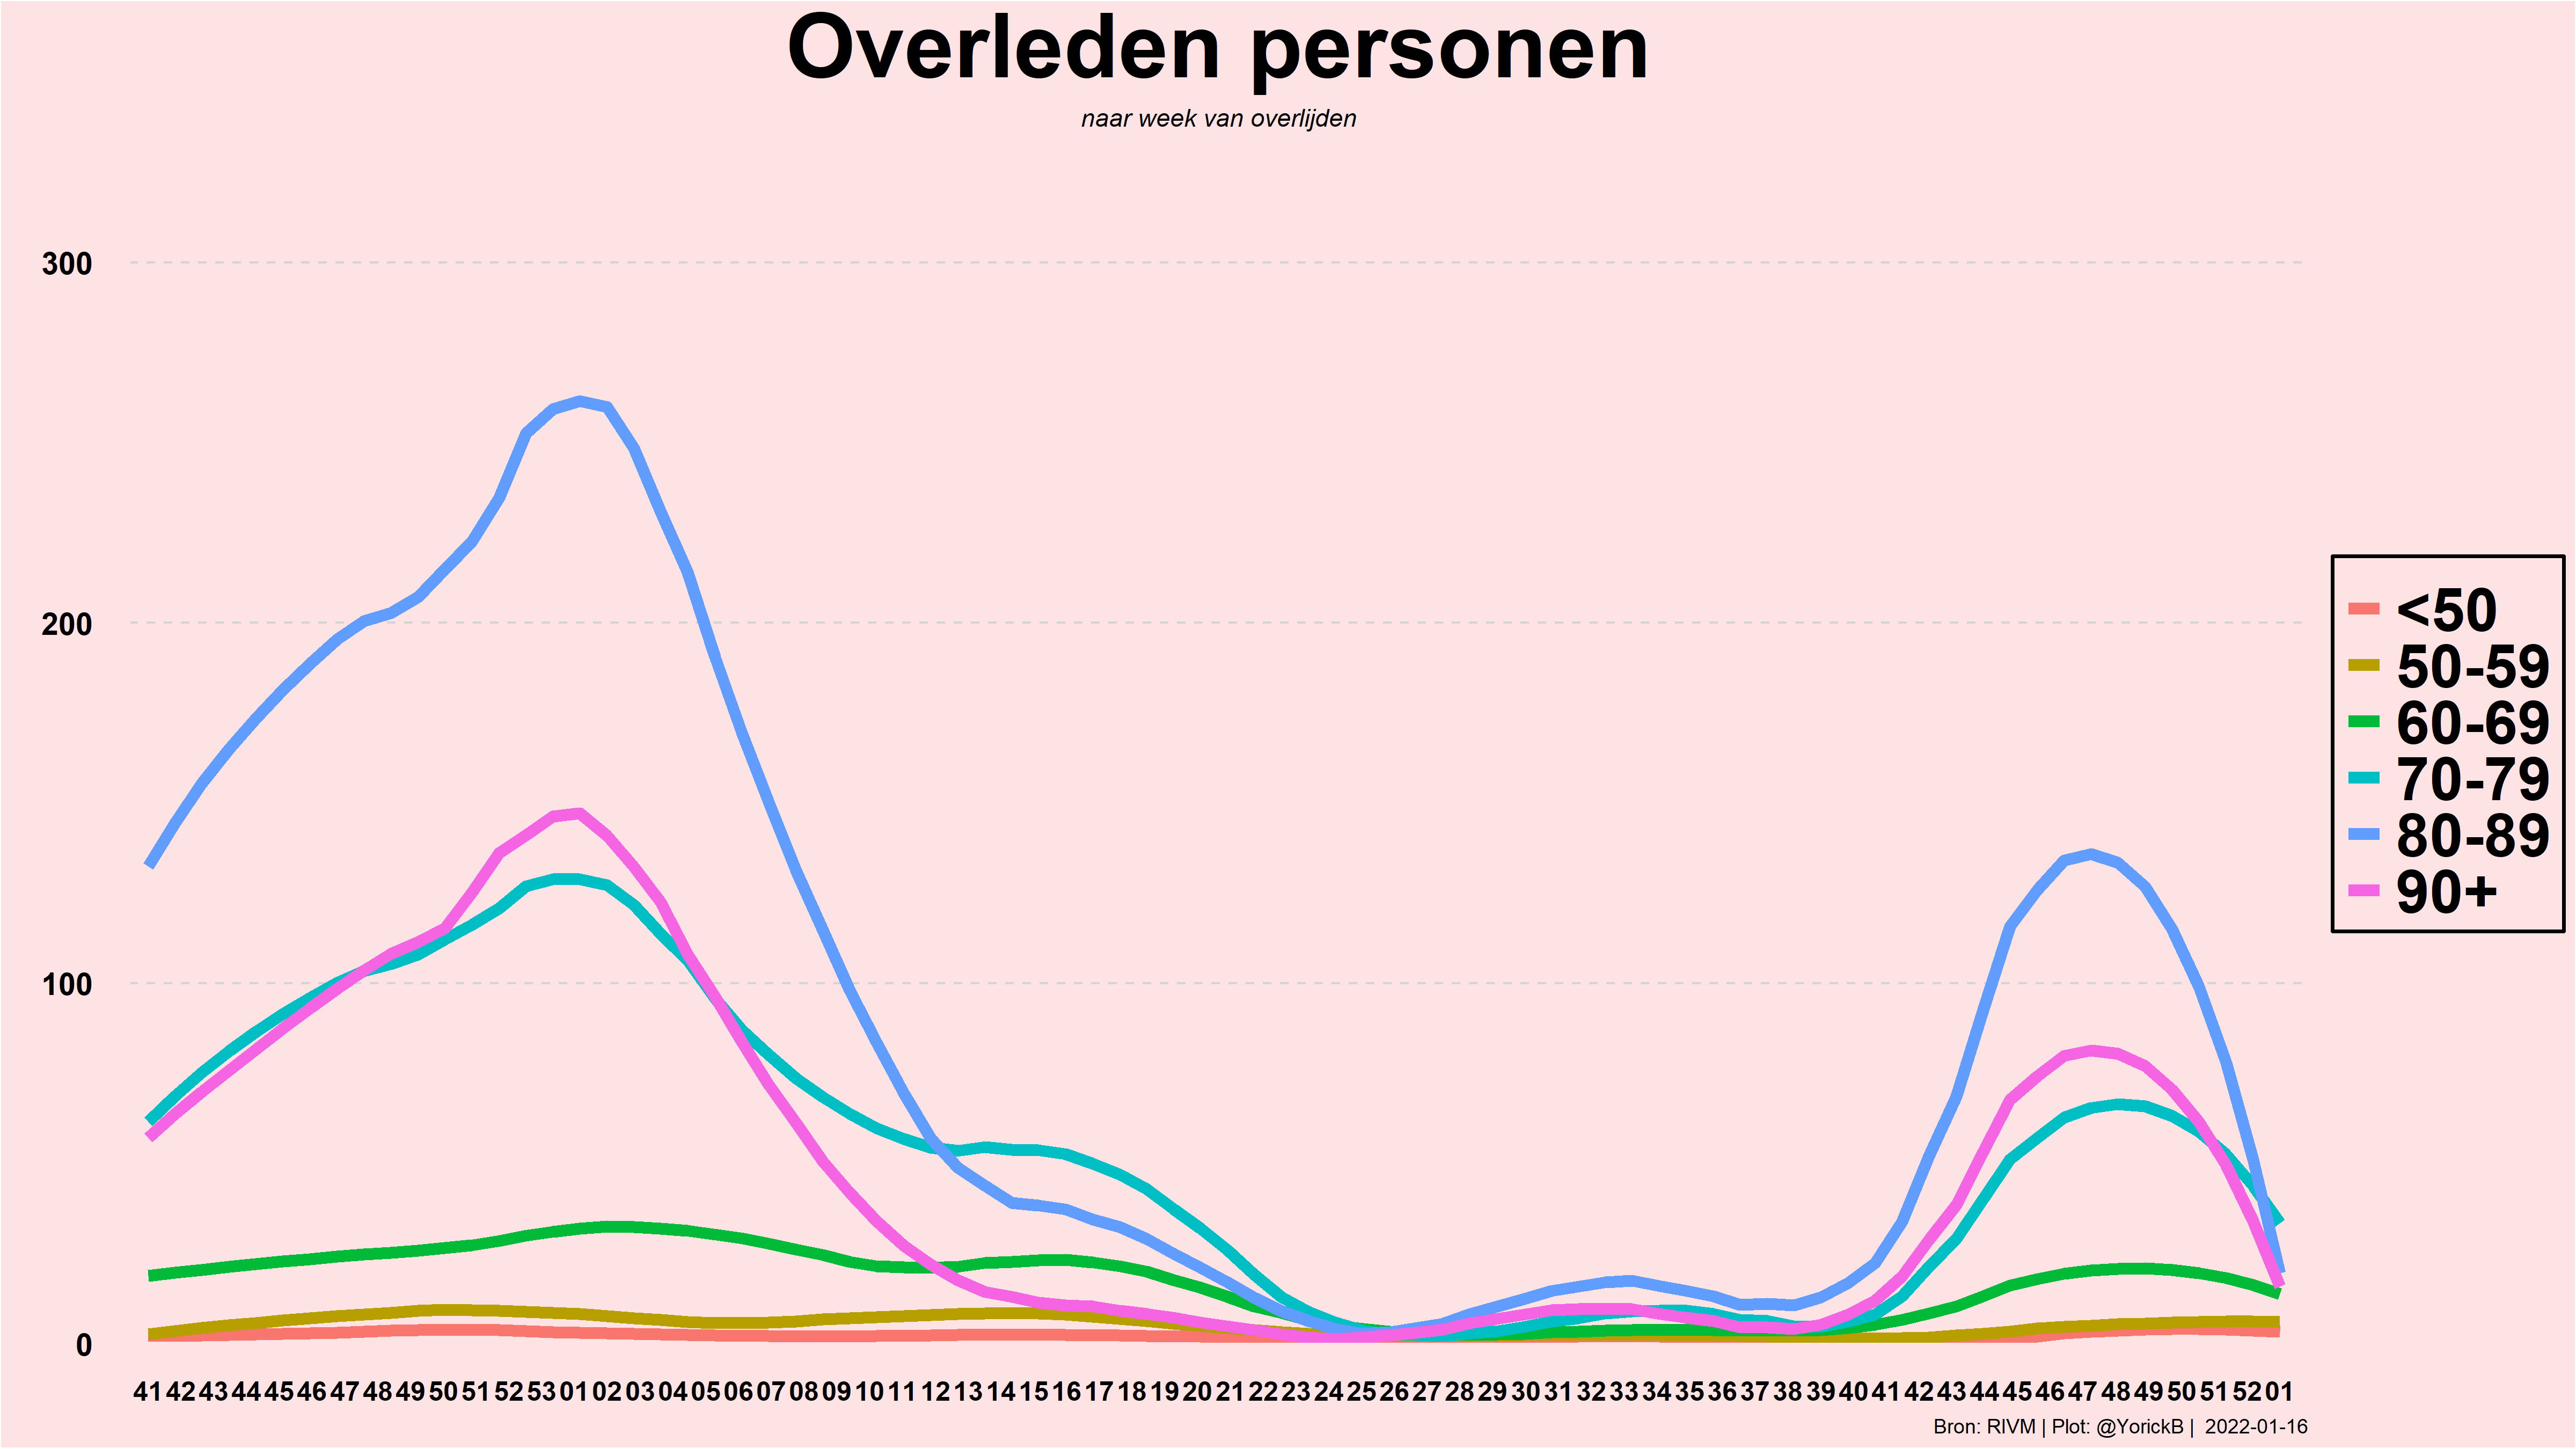 Overleden personen
naar week van overlijden
300
200
100
0
<50
50-59
60-69
70-79
80-89
90+
41 42 43 44 45 46 47 48 49 50 51 52 53 01 02 03 04 05 06 07 08 09 10 11 12 13 14 15 16 17 18 19 20 21 22 23 24 25 26 27 28 29 30 31 32 33 34 35 36 37 38 39 40 41 42 43 44 45 46 47 48 49 50 51 52 01
Bron: RIVM | Plot: @YorickB | 2022-01-16